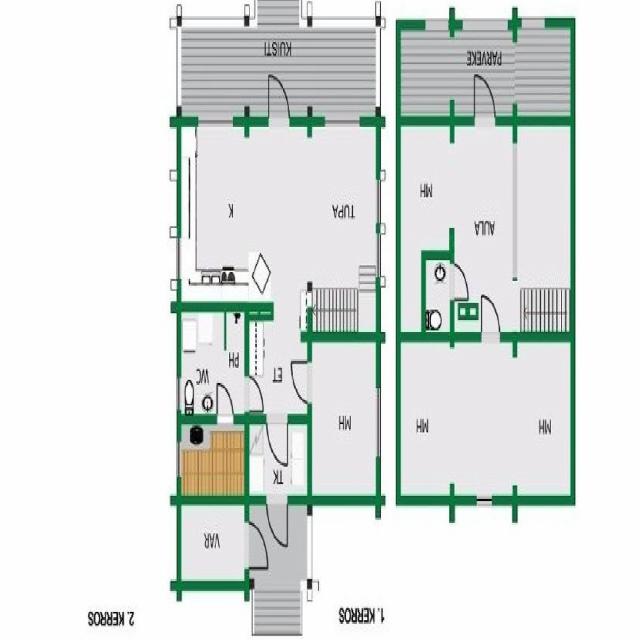 KUISTI
PARVEKE
K
TUPA
MH
AULA
WC
PH
ET
MH
MH
MH
TK
VAR
2. KERROS
1. KERROS